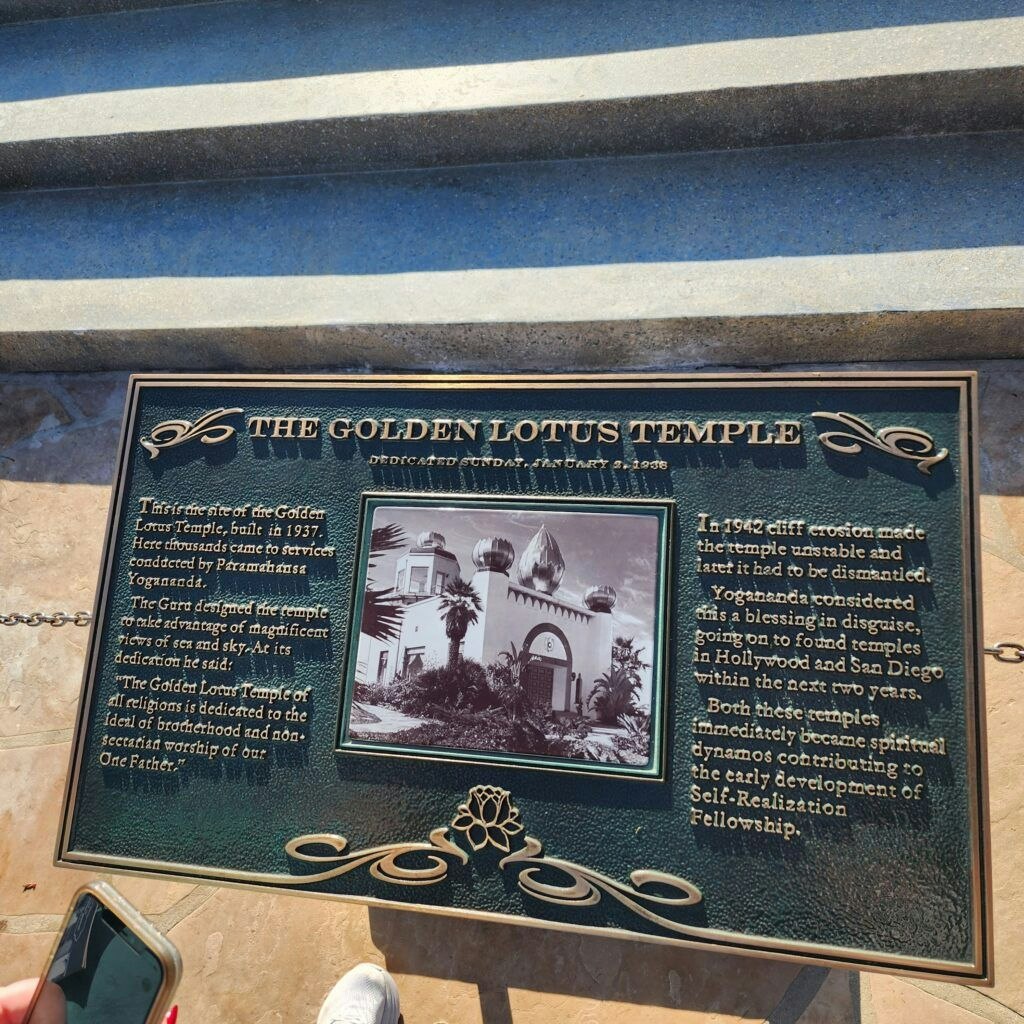 THE GOLDEN LOTUS TEMPLE
DEDICATED SUNDAY, JANUARY 2, 1938
This is the site of the Golden
Lotus Temple, built in 1937.
Here thousands came to services
conducted by Paramahansa
Yogananda.
The Guru designed the temple
to take advantage of magnificent
views of sea and sky. At its
dedication he said:
"The Golden Lotus Temple of
all religions is dedicated to the
ideal of brotherhood and non-
sectarian worship of our
One Father."
In 1942 cliff erosion made
the temple unstable and
later it had to be dismantled.
Yogananda considered
this a blessing in disguise,
going on to found temples
in Hollywood and San Diego
within the next two years.
Both these temples
immediately became spiritual
dynamos contributing to
the early development of
Self-Realization
Fellowship.